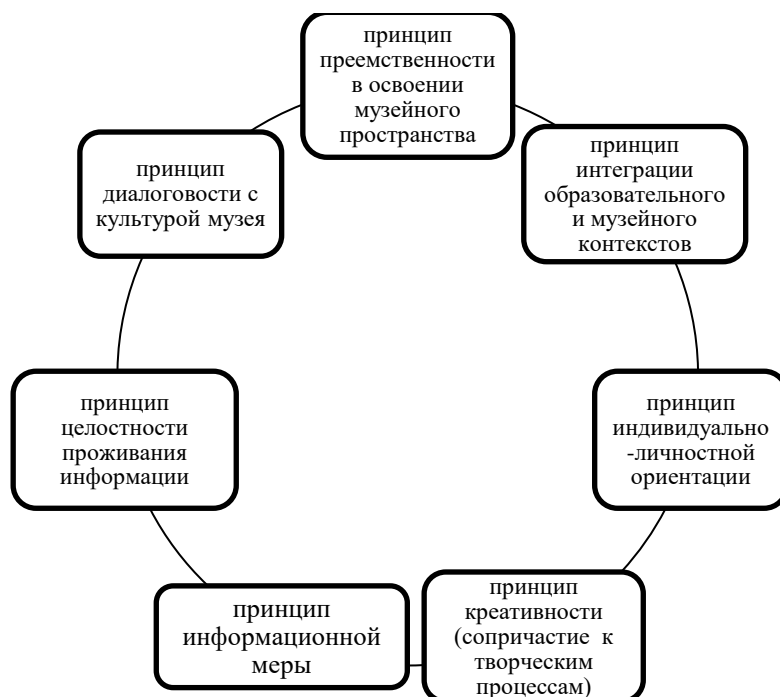 принцип
преемственности
в освоении
музейного
пространства
принцип
интеграции
образовательного
и музейного
контекстов
принцип
индивидуально
-личностной
ориентации
принцип
креативности
(сопричастие к
творческим
процессам)
принцип
информационной
меры
принцип
целостности
проживания
информации
принцип
диалоговости с
культурой музея